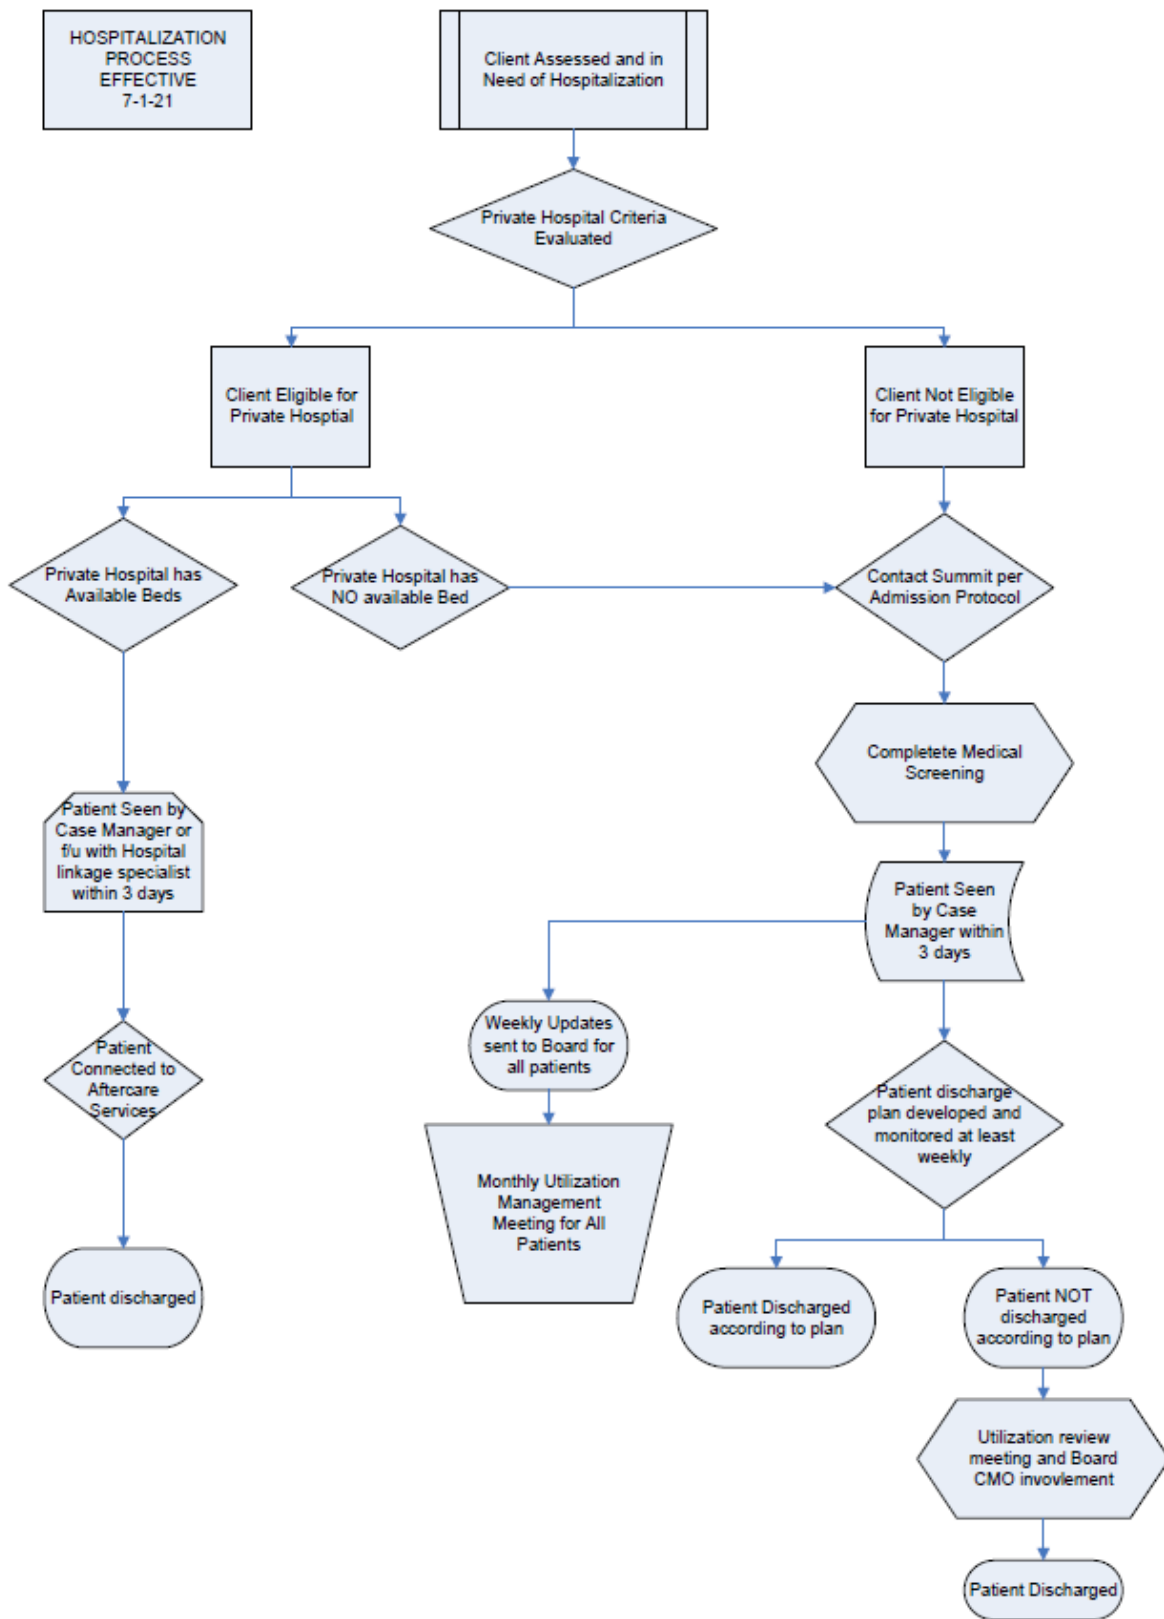 HOSPITALIZATION
PROCESS
EFFECTIVE
7-1-21
Client Assessed and in
Need of Hospitalization
Private Hospital Criteria
Evaluated
Client Eligible for
Private Hosptial
Client Not Eligible
for Private Hospital
Private Hospital has
Available Beds
Private Hospital has
NO available Bed
Contact Summit per
Admission Protocol
Completete Medical
Screening
Patient Seen by
Case Manager or
f/u with Hospital
linkage specialist
within 3 days
Patient Seen
by Case
Manager within
3 days
Weekly Updates
sent to Board for
all patients
Patient
Connected to
Aftercare
Services
Patient discharge
plan developed and
monitored at least
weekly
Monthly Utilization
Management
Meeting for All
Patients
Patient discharged
Patient Discharged
according to plan
Patient NOT
discharged
according to plan
Utilization review
meeting and Board
CMO invovlement
Patient Discharged